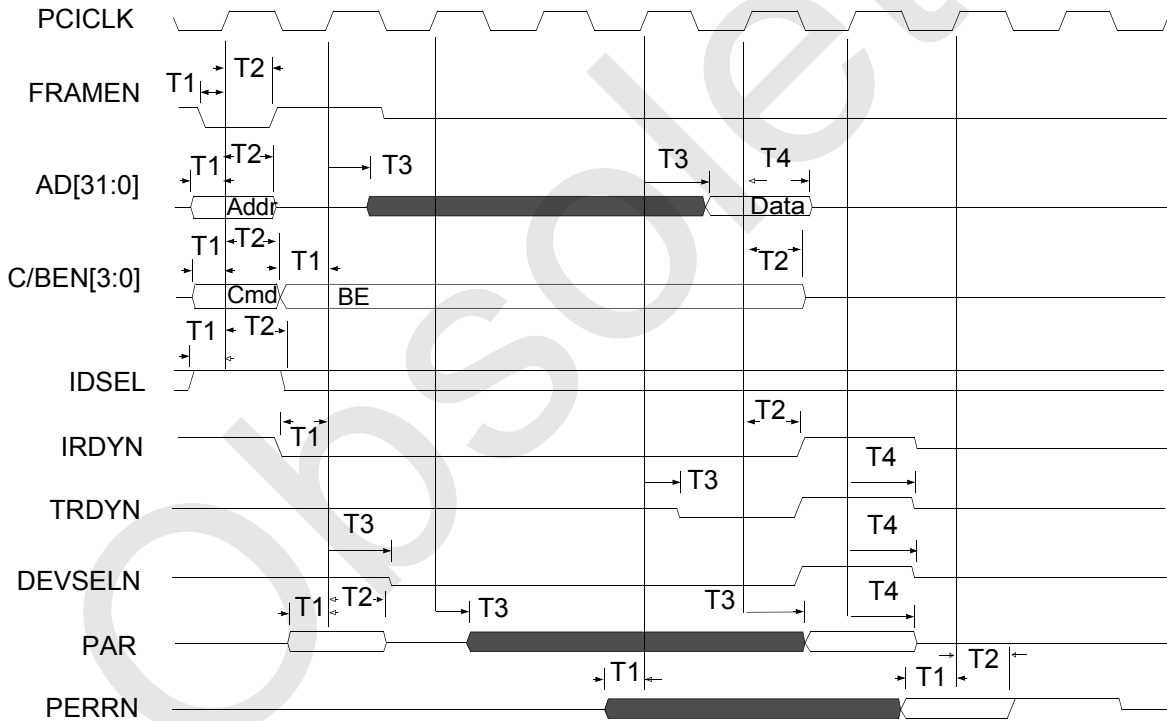 PCICLK
T1 T2
FRAMEN
T1 T2 T3 T3 T4
AD[31:0]
Addr Data
T1 T2 T1 T2
C/BEN[3:0]
Cmd BE
T1 T2
IDSEL
T1 T2
IRDYN
T4
T3
TRDYN
T3 T4
DEVSELN
T1 T2 T3 T3 T4
PAR
T1 T1 T2
PERRN
Obsolet